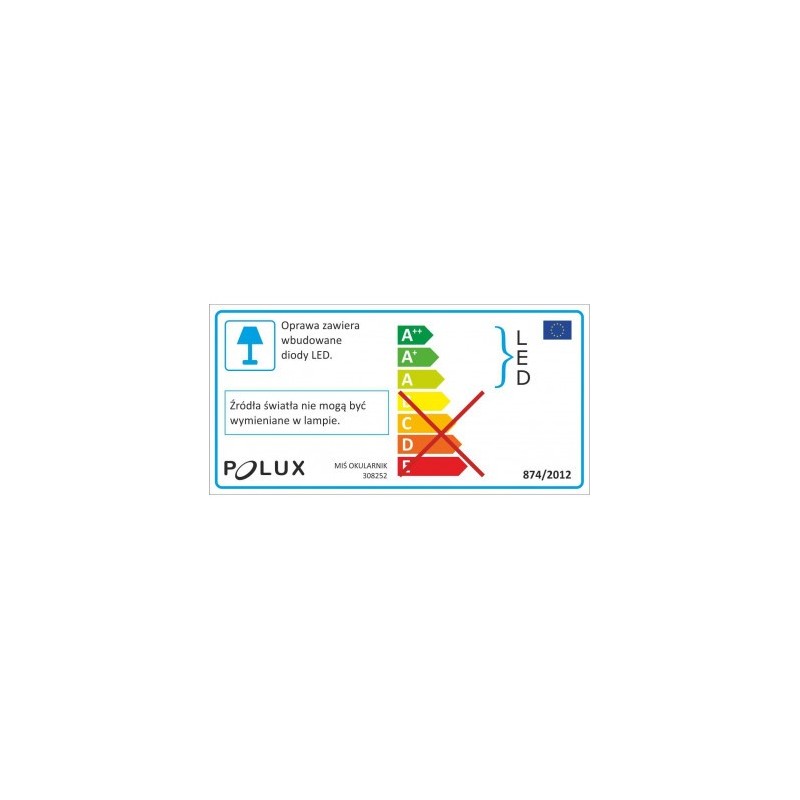 Oprawa zawiera
wbudowane
diody LED.
Źródła światła nie mogą być
wymieniane w lampie.
POLUX
MIŚ OKULARNIK
308252
A++
A+
A
C
D
E
L
E
D
874/2012